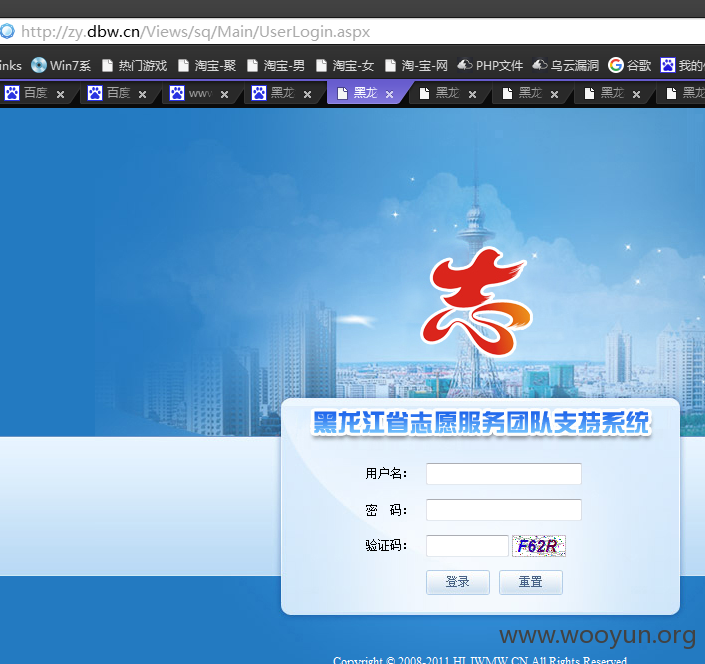 http://zy.dbw.cn/Views/sq/Main/UserLogin.aspx
inks Win7系 热门游戏 淘宝-聚 淘宝-男 淘宝-女 淘-宝-网 PHP文件 乌云漏洞 谷歌 我的
百度 百度 www 黑龙 黑龙 黑龙 黑龙 黑龙 黑龙
志
黑龙江省志愿服务团队支持系统
用户名:
密 码:
验证码: F62R
登录 重置
www.wooyun.org
Copyright © 2008-2011 HLJWMW.CN All Rights Reserved